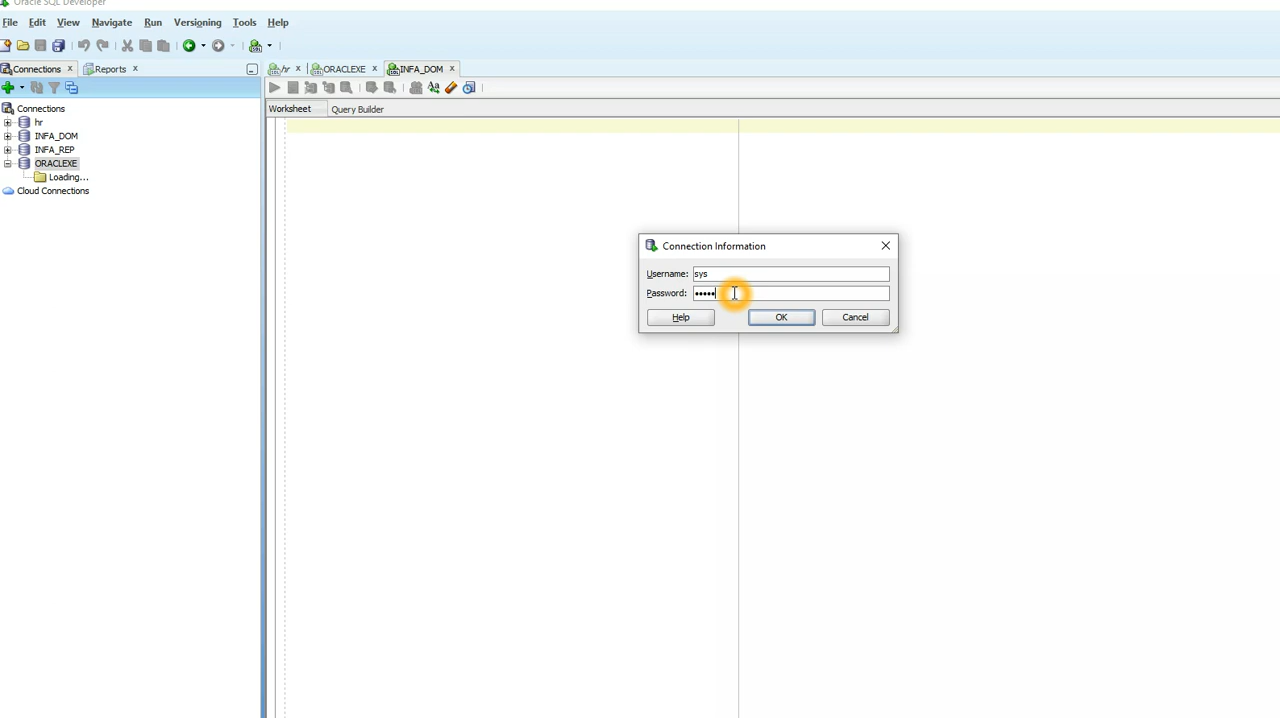 Oracle SQL Developer
File Edit View Navigate Run Versioning Tools Help
Connections Reports
hr ORACLEXE INFA_DOM
Worksheet Query Builder
Connections
hr
INFA_DOM
INFA_REP
ORACLEXE
Loading...
Cloud Connections
Connection Information
Username: sys
Password: •••••
Help OK Cancel